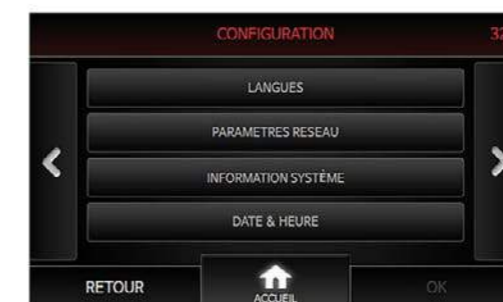 CONFIGURATION 32
LANGUES
PARAMETRES RESEAU
INFORMATION SYSTÈME
DATE & HEURE
RETOUR
ACCUEIL
OK